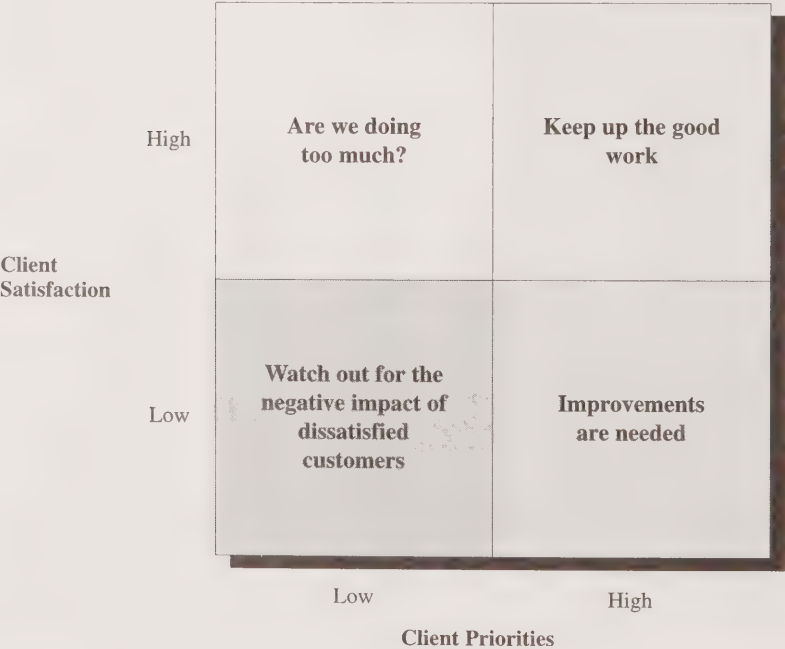 Are we doing
too much?
Keep up the good
work
High
Client
Satisfaction
Watch out for the
negative impact of
dissatisfied
customers
Improvements
are needed
Low
Low
High
Client Priorities